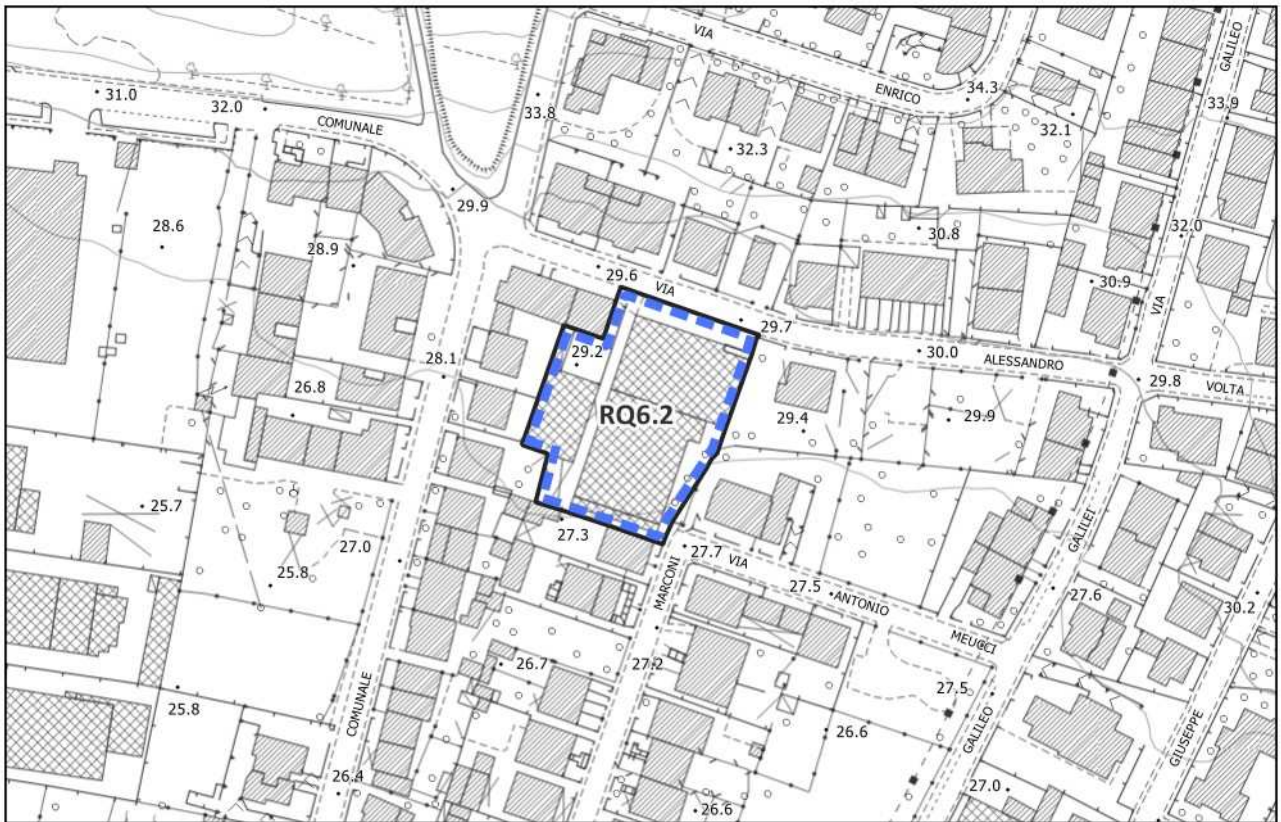 VIA
ENRICO
34.3
GALILEO
33.9
31.0
32.0
COMUNALE
33.8
32.3
32.1
29.9
28.6
28.9
30.8
32.0
29.6
VIA
30.9
VIA
29.7
29.2
28.1
30.0
ALESSANDRO
29.8
VOLTA
26.8
RQ6.2
29.4
29.9
25.7
27.0
27.3
27.7
VIA
GALILEI
25.8
MARCONI
27.5
ANTONIO
27.6
30.2
MEUCCI
26.7
27.2
27.5
25.8
COMUNALE
26.6
GALILEO
GIUSEPPE
26.4
26.6
27.0